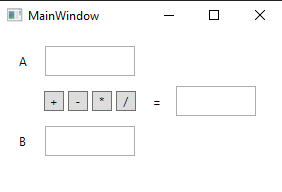 MainWindow
A
+ - * / =
B